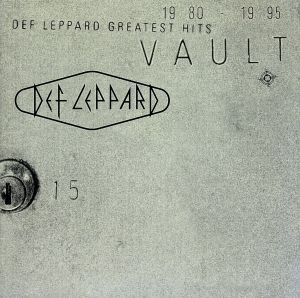 19 80 - 19 95
DEF LEPPARD GREATEST HITS
VAULT
DEF LEPPARD
15